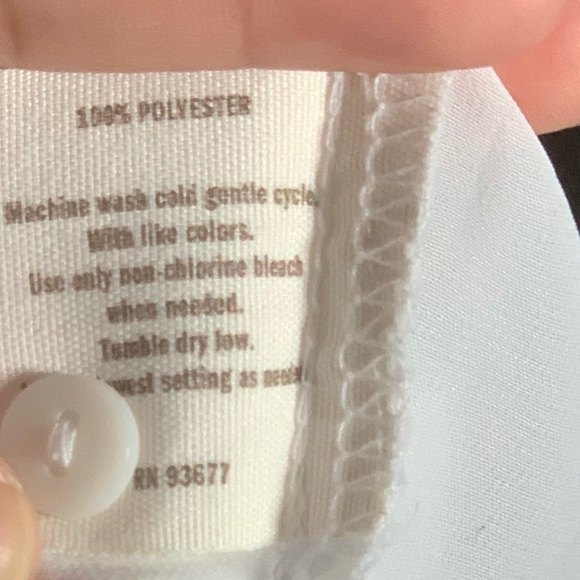 100% POLYESTER
Machine wash cold gentle cycle.
With like colors.
Use only non-chlorine bleach
when needed.
Tumble dry low.
setting as
RN 93677